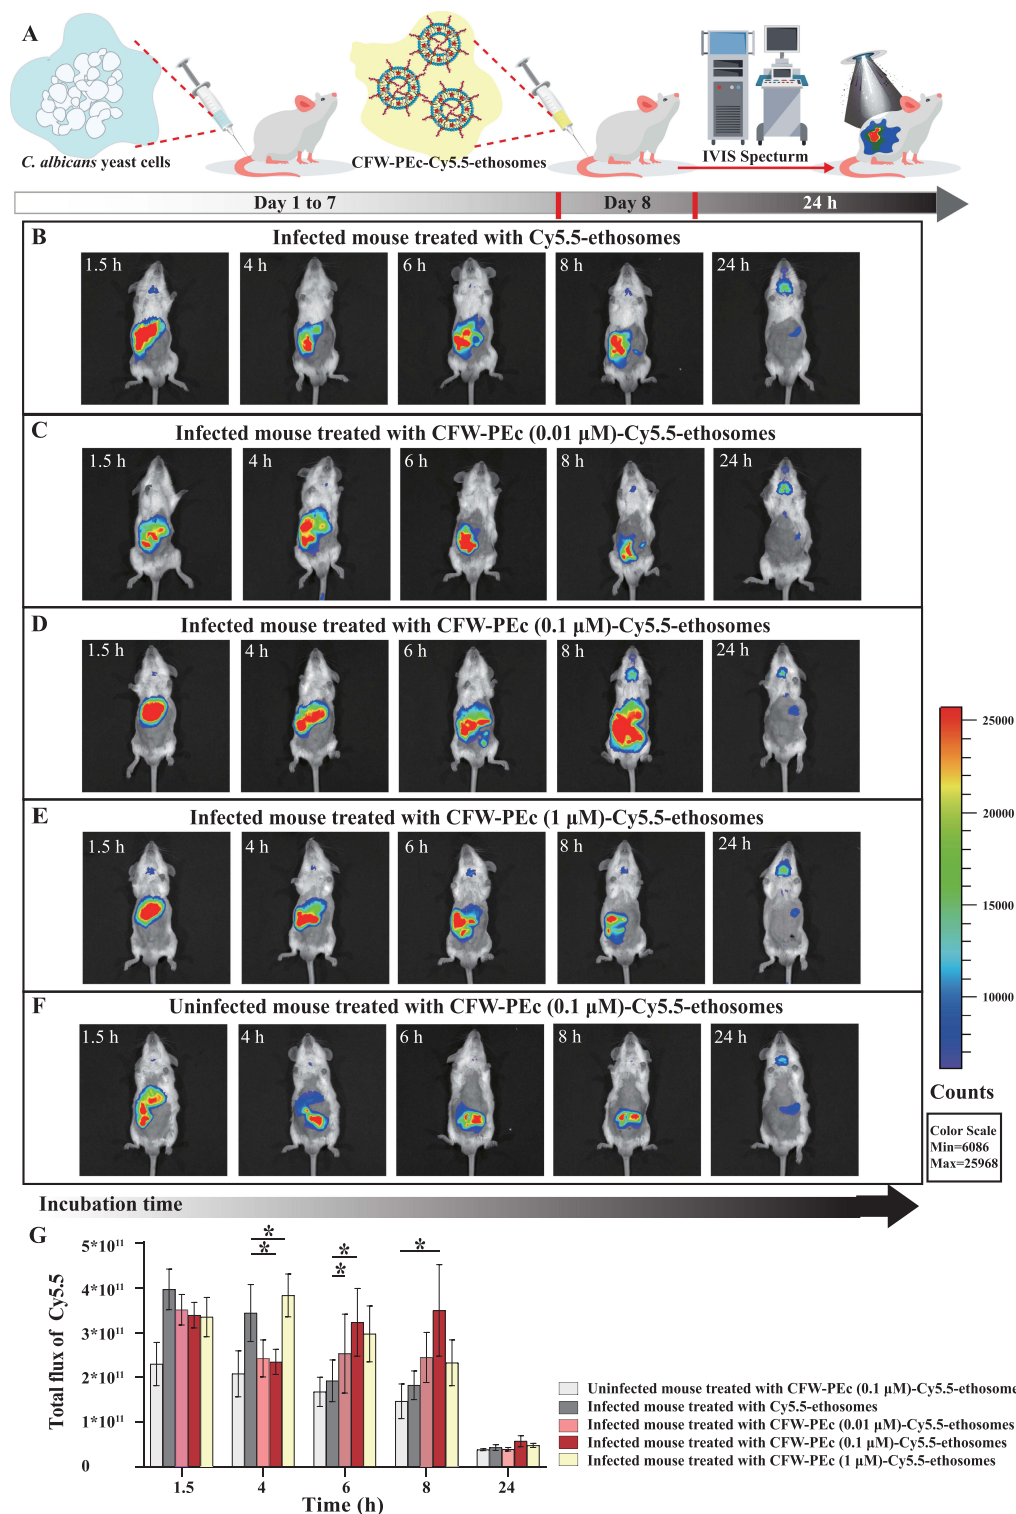 A
C. albicans yeast cells
CFW-PEc-Cy5.5-ethosomes
IVIS Specturm
Day 1 to 7
Day 8
24 h
B
Infected mouse treated with Cy5.5-ethosomes
1.5 h
4 h
6 h
8 h
24 h
C
Infected mouse treated with CFW-PEc (0.01 µM)-Cy5.5-ethosomes
1.5 h
4 h
6 h
8 h
24 h
D
Infected mouse treated with CFW-PEc (0.1 µM)-Cy5.5-ethosomes
1.5 h
4 h
6 h
8 h
24 h
E
Infected mouse treated with CFW-PEc (1 µM)-Cy5.5-ethosomes
1.5 h
4 h
6 h
8 h
24 h
F
Uninfected mouse treated with CFW-PEc (0.1 µM)-Cy5.5-ethosomes
1.5 h
4 h
6 h
8 h
24 h
25000
20000
15000
10000
Counts
Color Scale
Min=6086
Max=25968
Incubation time
G
Total flux of Cy5.5
5*10¹¹
4*10¹¹
3*10¹¹
2*10¹¹
1*10¹¹
0
* * * * *
1.5
4
6
8
24
Time (h)
Uninfected mouse treated with CFW-PEc (0.1 µM)-Cy5.5-ethosome
Infected mouse treated with Cy5.5-ethosomes
Infected mouse treated with CFW-PEc (0.01 µM)-Cy5.5-ethosomes
Infected mouse treated with CFW-PEc (0.1 µM)-Cy5.5-ethosomes
Infected mouse treated with CFW-PEc (1 µM)-Cy5.5-ethosomes